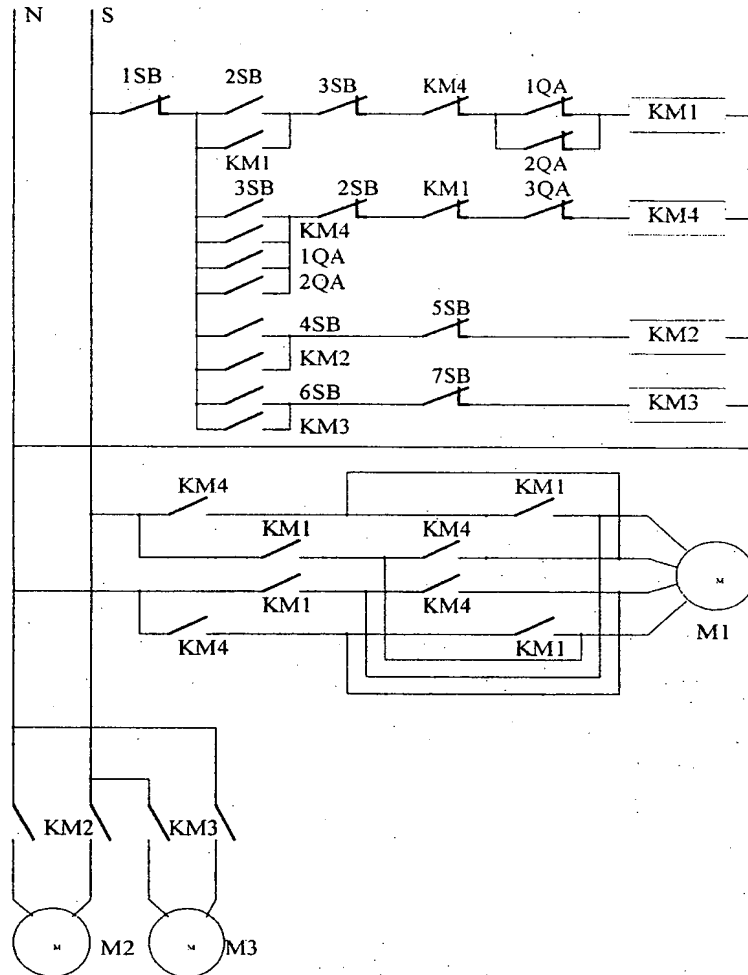 N S
1SB 2SB 3SB KM4 1QA KM1
KM1 2QA
3SB 2SB KM1 3QA KM4
KM4
1QA
2QA
4SB 5SB KM2
KM2
6SB 7SB KM3
KM3
KM4 KM1
KM1 KM4
M
KM1 KM4
KM4 KM1 M1
KM2 KM3
M M2 M M3